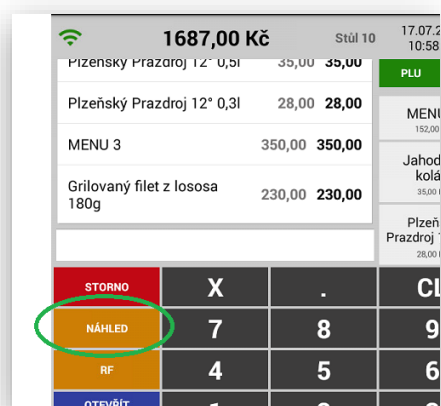 1687,00 Kč Stůl 10 17.07.2
10:58
Plzeňský Prazdroj 12° 0,5l 35,00 35,00
PLU
Plzeňský Prazdroj 12° 0,3l 28,00 28,00
MENU
152,00
MENU 3 350,00 350,00
Jahod
kolá
35,00
Grilovaný filet z lososa
180g 230,00 230,00
Plzeň
Prazdroj
28,00
STORNO X . CL
NÁHLED 7 8 9
RF 4 5 6
OTEVŘÍT